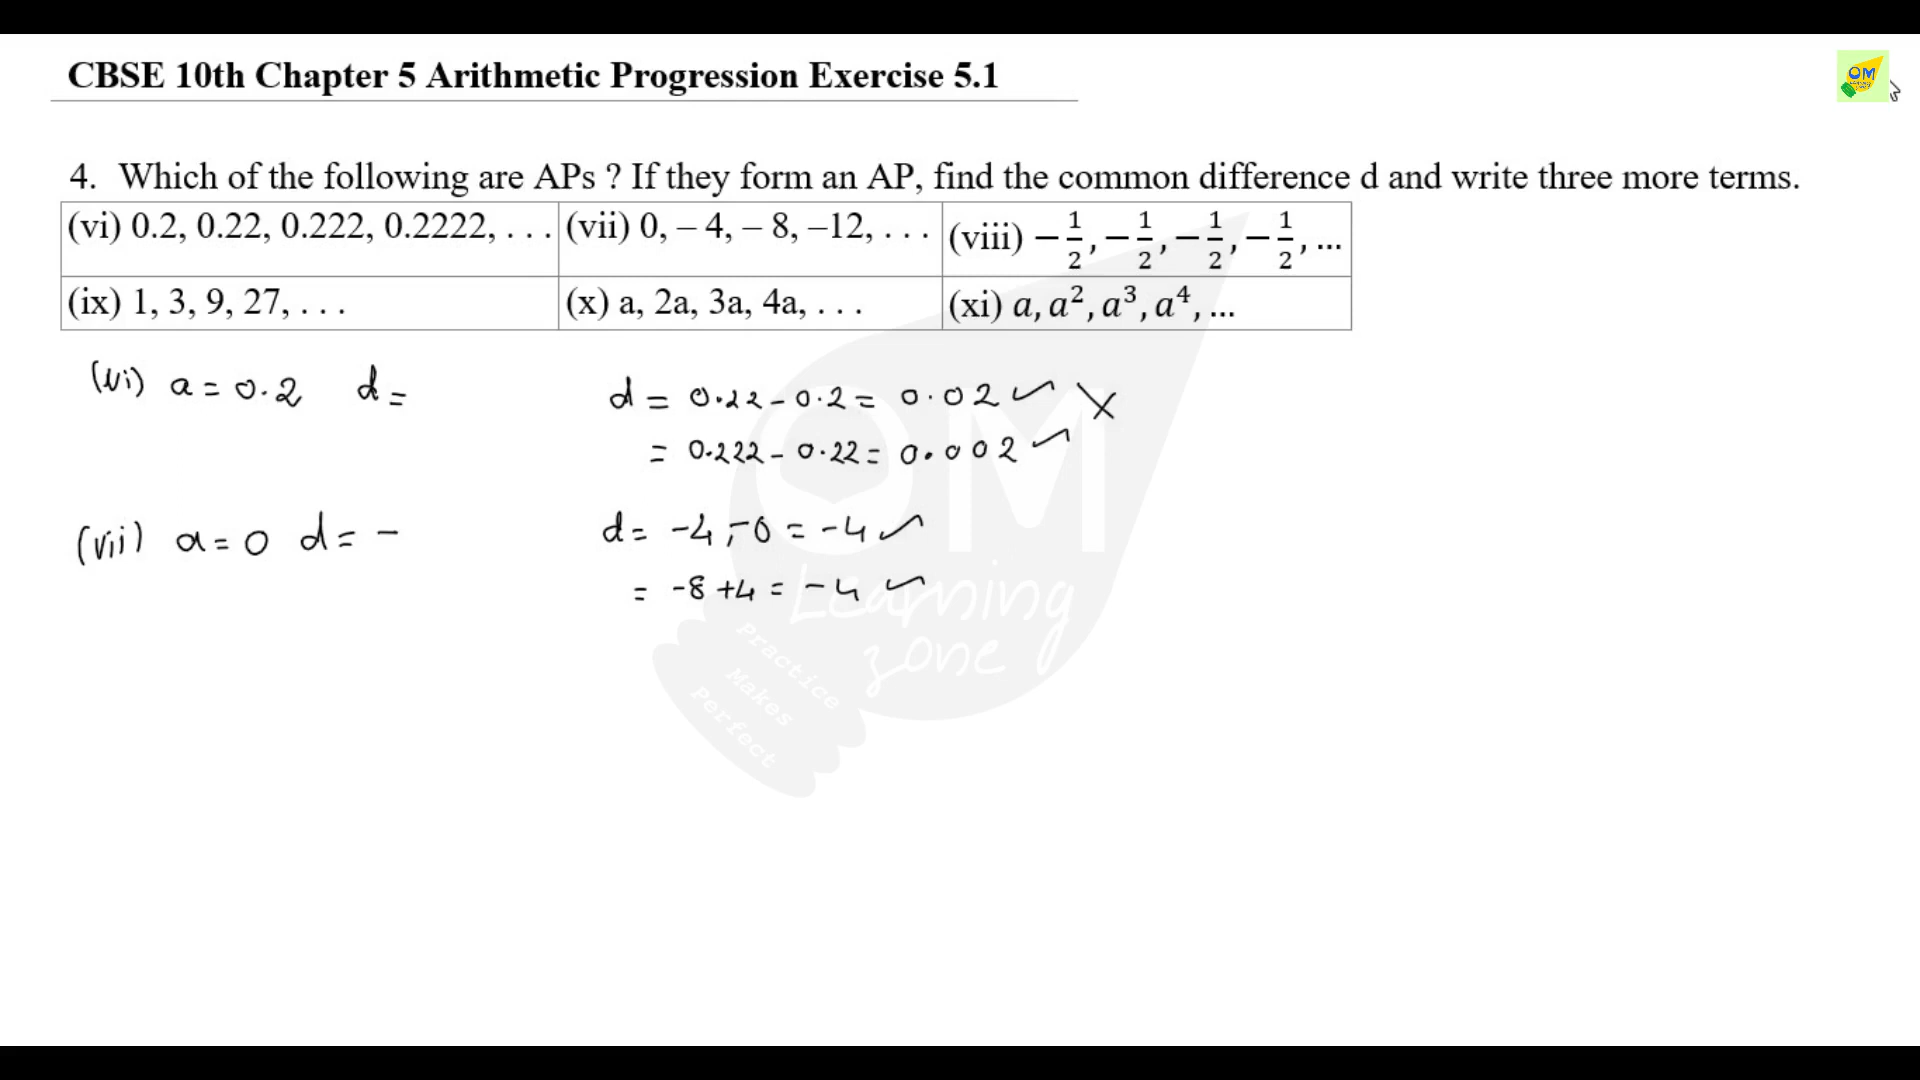 CBSE 10th Chapter 5 Arithmetic Progression Exercise 5.1
OM
4. Which of the following are APs ? If they form an AP, find the common difference d and write three more terms.
(vi) 0.2, 0.22, 0.222, 0.2222, . . . (vii) 0, – 4, – 8, –12, . . . (viii) −1/2, −1/2, −1/2, −1/2, ...
(ix) 1, 3, 9, 27, . . . (x) a, 2a, 3a, 4a, . . . (xi) a, a², a³, a⁴, ...
(vi) a = 0.2 d = d = 0.22 - 0.2 = 0.02 ✓ ✗
= 0.222 - 0.22 = 0.002 ✓
(vii) a = 0 d = - d = -4 - 0 = -4 ✓
= -8 + 4 = -4 ✓
OM
Learning
zone
Practice
Makes
Perfect